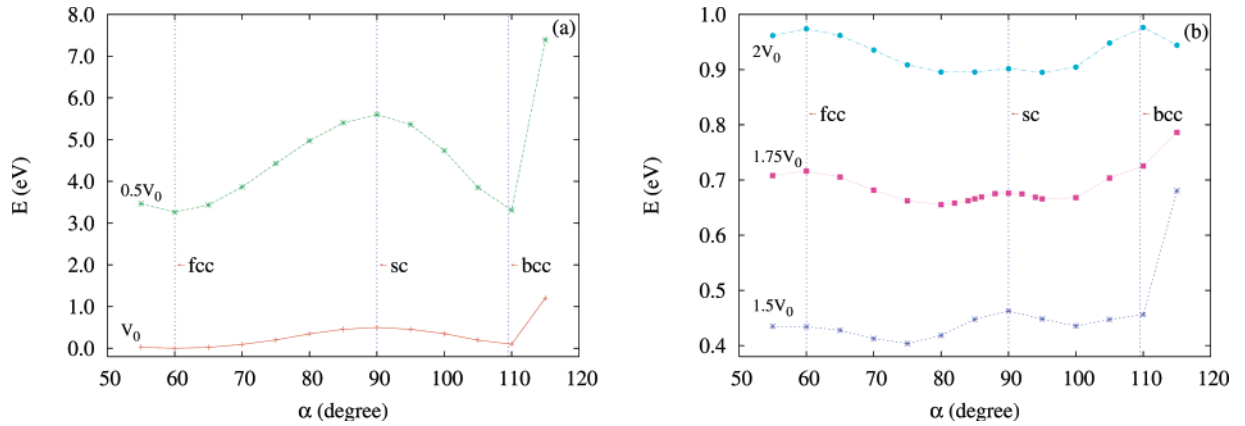 (a)
8.0
7.0
6.0
5.0
4.0
3.0
2.0
1.0
0.0
E (eV)
0.5V0
V0
fcc
sc
bcc
50 60 70 80 90 100 110 120
α (degree)
(b)
1.0
0.9
0.8
0.7
0.6
0.5
0.4
E (eV)
2V0
1.75V0
1.5V0
fcc
sc
bcc
50 60 70 80 90 100 110 120
α (degree)